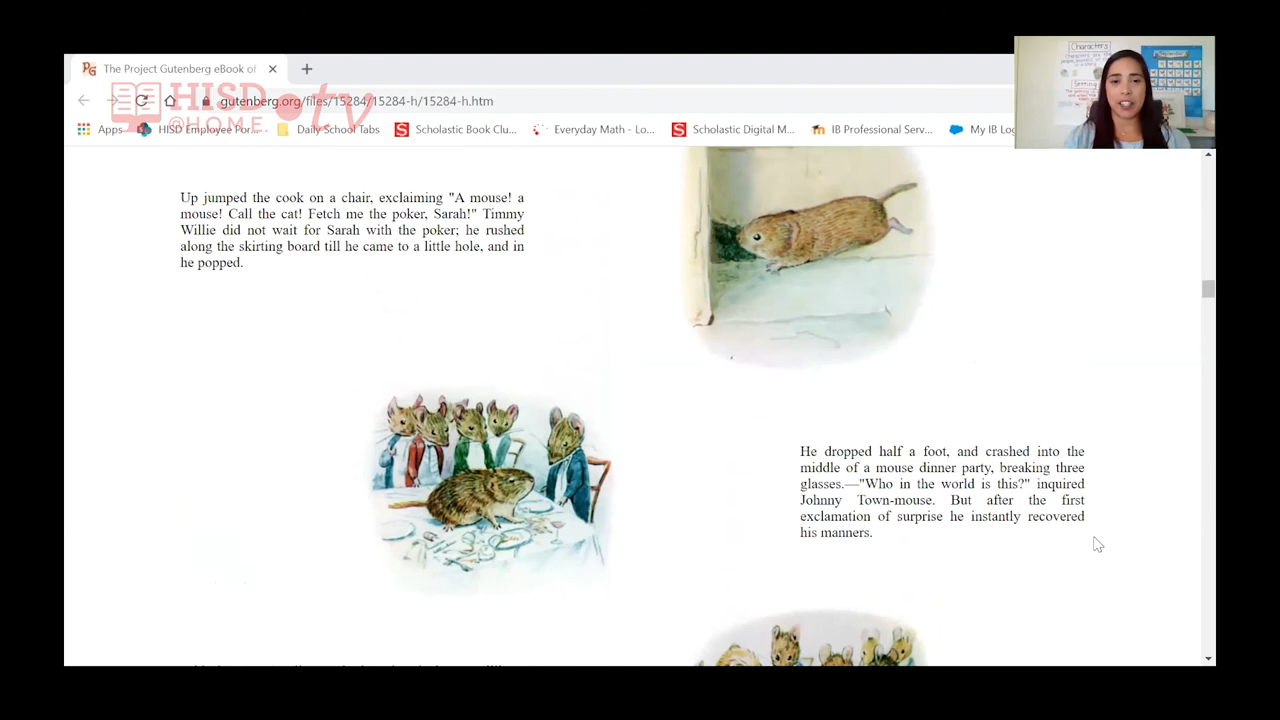 The Project Gutenberg eBook of
HISD
@HOME
tv
gutenberg.org/files/15284/15284-h/15284-h.htm
Apps
HISD Employee Por...
Daily School Tabs
Scholastic Book Clu...
Everyday Math - Lo...
Scholastic Digital M...
IB Professional Serv...
My IB Log
Characters
Setting
Up jumped the cook on a chair, exclaiming "A mouse! a
mouse! Call the cat! Fetch me the poker, Sarah!" Timmy
Willie did not wait for Sarah with the poker; he rushed
along the skirting board till he came to a little hole, and in
he popped.
He dropped half a foot, and crashed into the
middle of a mouse dinner party, breaking three
glasses.—"Who in the world is this?" inquired
Johnny Town-mouse. But after the first
exclamation of surprise he instantly recovered
his manners.